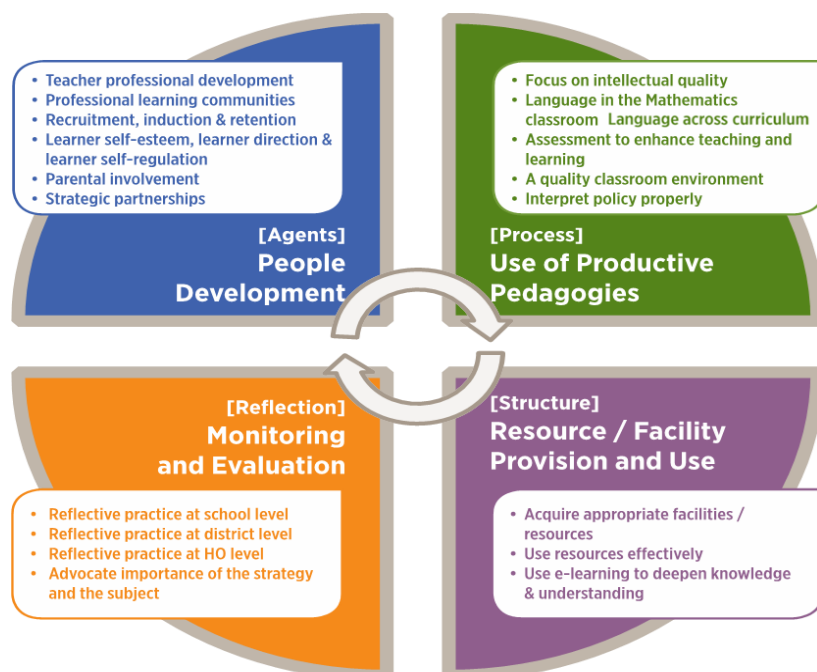 • Teacher professional development
• Professional learning communities
• Recruitment, induction & retention
• Learner self-esteem, learner direction &
learner self-regulation
• Parental involvement
• Strategic partnerships
[Agents]
People
Development
• Focus on intellectual quality
• Language in the Mathematics
classroom Language across curriculum
• Assessment to enhance teaching and
learning
• A quality classroom environment
• Interpret policy properly
[Process]
Use of Productive
Pedagogies
[Reflection]
Monitoring
and Evaluation
• Reflective practice at school level
• Reflective practice at district level
• Reflective practice at HO level
• Advocate importance of the strategy
and the subject
[Structure]
Resource / Facility
Provision and Use
• Acquire appropriate facilities /
resources
• Use resources effectively
• Use e-learning to deepen knowledge
& understanding